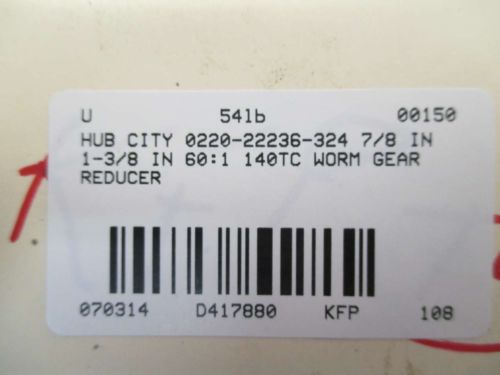 U 54lb 00150
HUB CITY 0220-22236-324 7/8 IN
1-3/8 IN 60:1 140TC WORM GEAR
REDUCER
070314 D417880 KFP 108